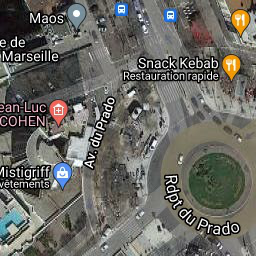 Maos
e de
Marseille
Snack Kebab
Restauration rapide
ean-Luc
COHEN
Av. du Prado
Mistigriff
vêtements
Rdpt du Prado